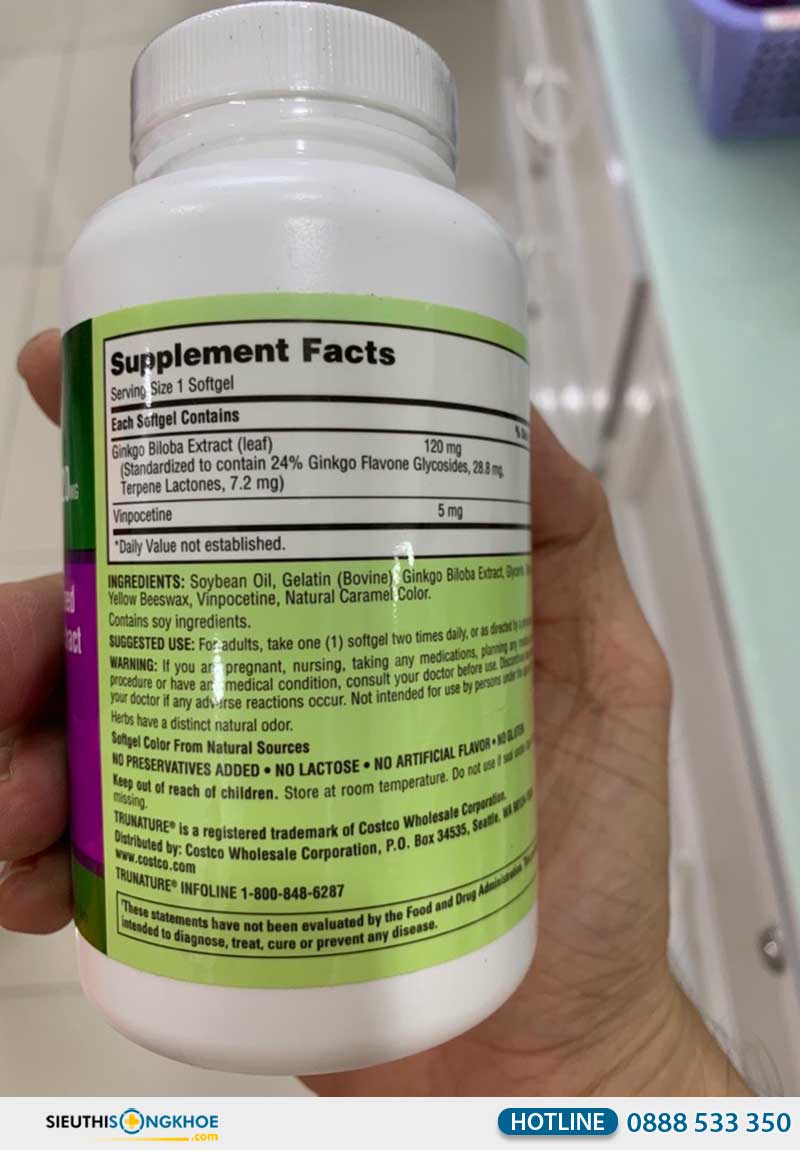 Supplement Facts
Serving Size 1 Softgel
Each Softgel Contains
Ginkgo Biloba Extract (leaf) 120 mg
(Standardized to contain 24% Ginkgo Flavone Glycosides, 28.8 mg,
Terpene Lactones, 7.2 mg)
Vinpocetine 5 mg
*Daily Value not established.
INGREDIENTS: Soybean Oil, Gelatin (Bovine), Ginkgo Biloba Extract,
Yellow Beeswax, Vinpocetine, Natural Caramel Color.
Contains soy ingredients.
SUGGESTED USE: For adults, take one (1) softgel two times daily, or as directed by
WARNING: If you are pregnant, nursing, taking any medications, planning any
procedure or have any medical condition, consult your doctor before use.
your doctor if any adverse reactions occur. Not intended for use by persons under the
Herbs have a distinct natural odor.
Softgel Color From Natural Sources
NO PRESERVATIVES ADDED • NO LACTOSE • NO ARTIFICIAL FLAVOR • NO GLUTEN
Keep out of reach of children. Store at room temperature. Do not use if seal under
missing.
TRUNATURE® is a registered trademark of Costco Wholesale Corporation.
Distributed by: Costco Wholesale Corporation, P.O. Box 34535, Seattle, WA
www.costco.com
TRUNATURE® INFOLINE 1-800-848-6287
These statements have not been evaluated by the Food and Drug Administration.
intended to diagnose, treat, cure or prevent any disease.
SIEUTHISONGKHOE
.com
HOTLINE 0888 533 350